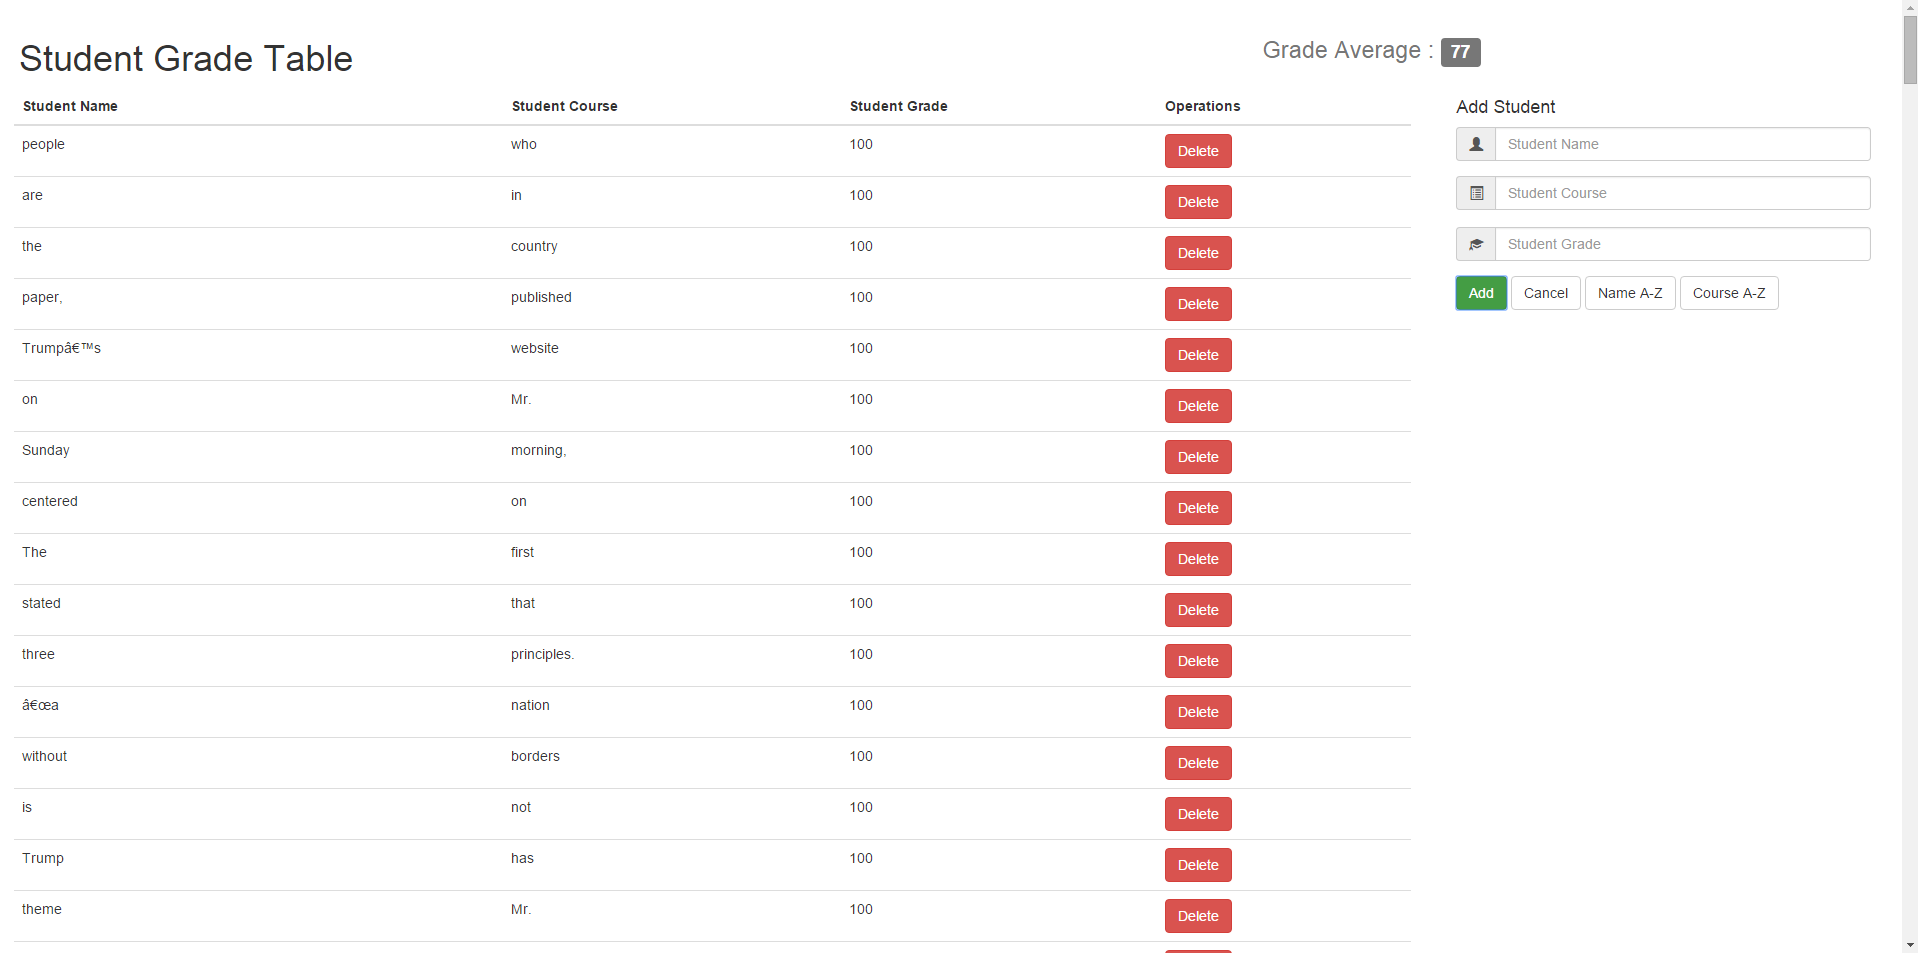 Student Grade Table
Grade Average : 77
Student Name Student Course Student Grade Operations
people who 100 Delete
are in 100 Delete
the country 100 Delete
paper, published 100 Delete
Trumpâ€™s website 100 Delete
on Mr. 100 Delete
Sunday morning, 100 Delete
centered on 100 Delete
The first 100 Delete
stated that 100 Delete
three principles. 100 Delete
â€œa nation 100 Delete
without borders 100 Delete
is not 100 Delete
Trump has 100 Delete
theme Mr. 100 Delete
Add Student
Student Name
Student Course
Student Grade
Add Cancel Name A-Z Course A-Z